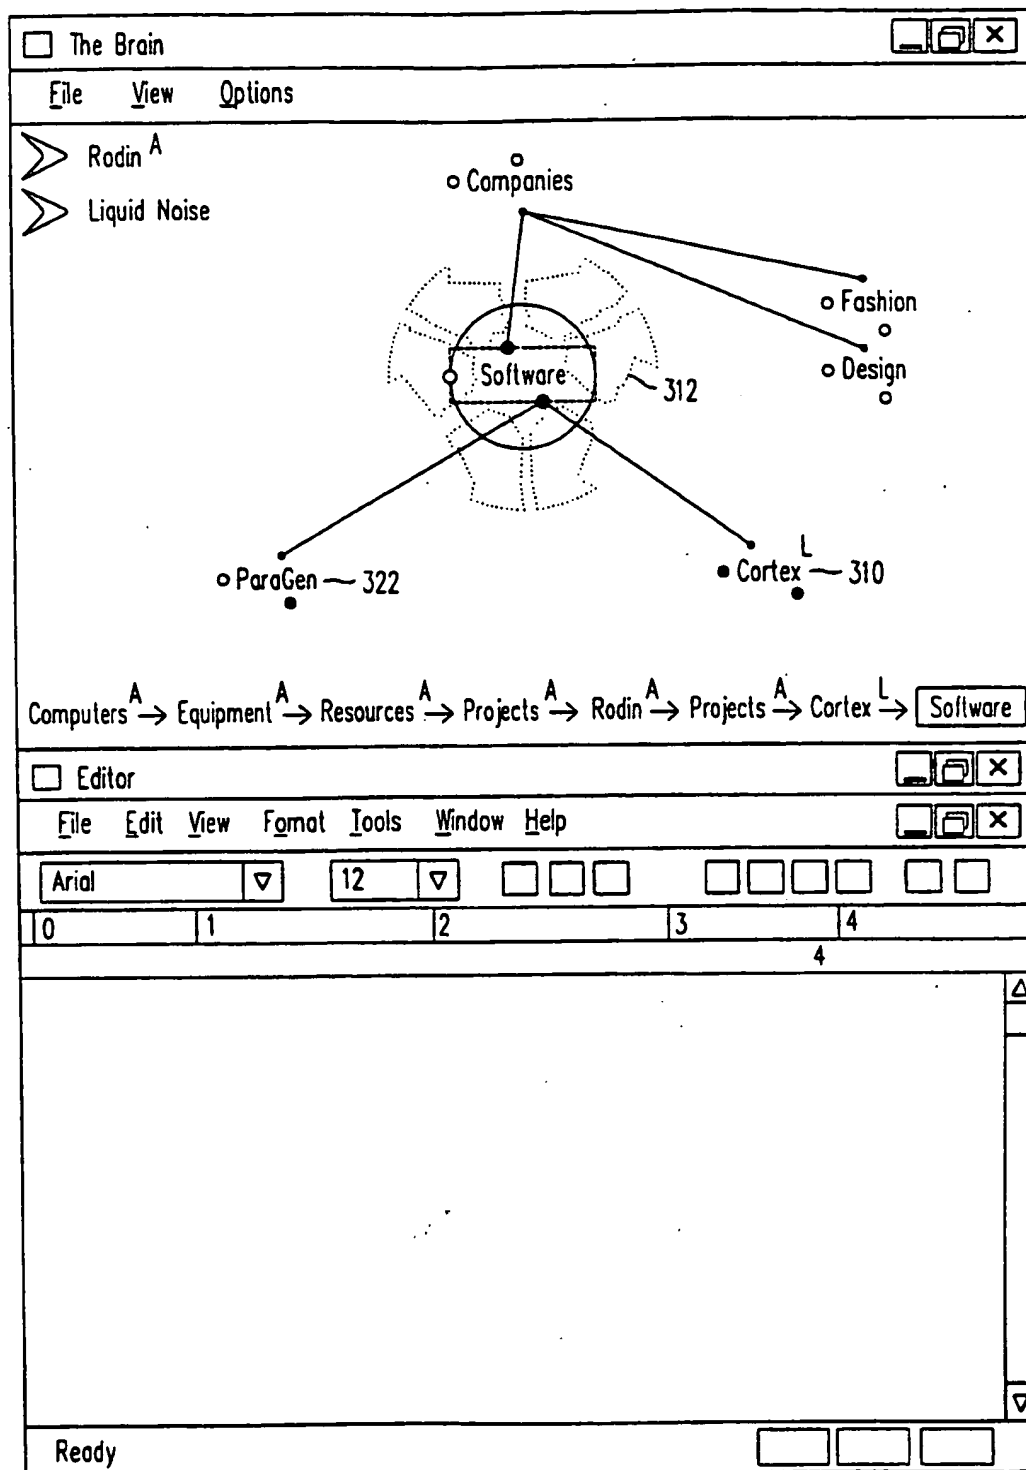 The Brain
File View Options
Rodin A
Liquid Noise
Companies
Fashion
Design
Software
312
ParaGen 322
Cortex L 310
Computers A → Equipment A → Resources A → Projects A → Rodin A → Projects A → Cortex L → Software
Editor
File Edit View Fomat Tools Window Help
Arial 12
0 1 2 3 4
4
Ready